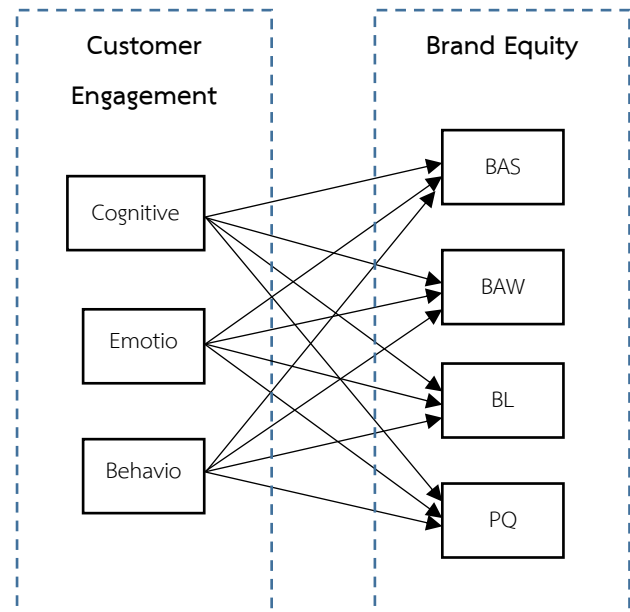 Customer
Engagement
Brand Equity
Cognitive
Emotio
Behavio
BAS
BAW
BL
PQ